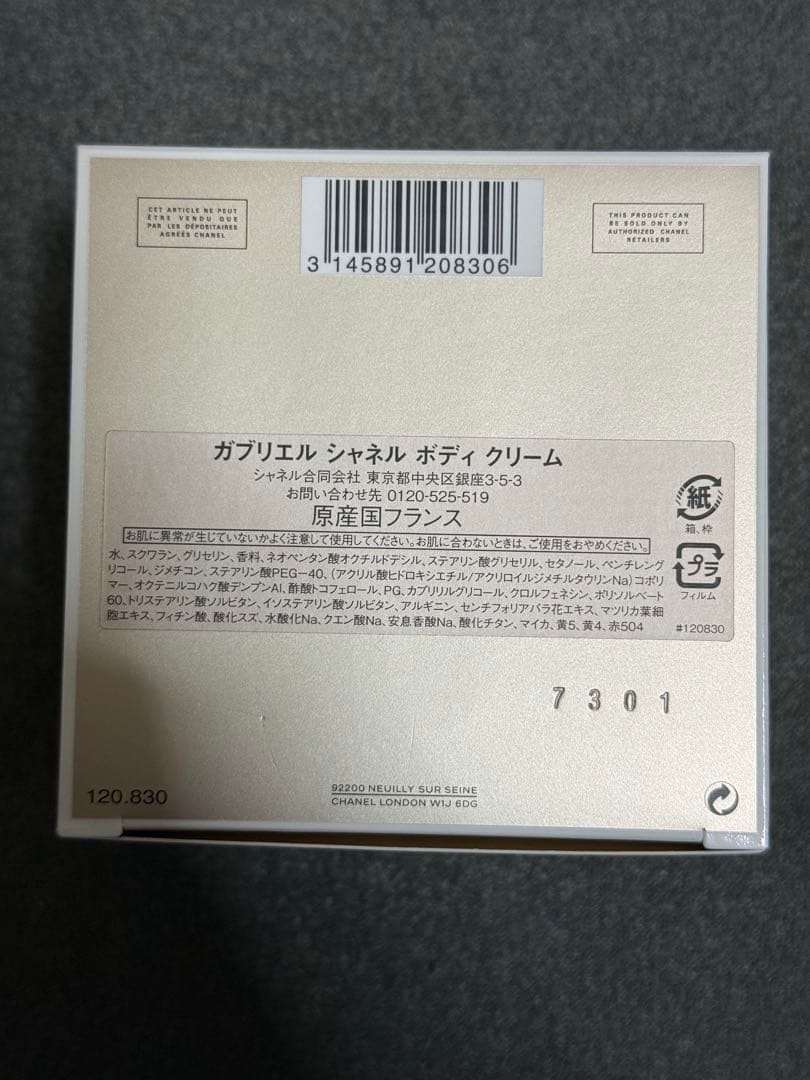 CET ARTICLE NE PEUT
ÊTRE VENDU QUE
PAR LES DÉPOSITAIRES
AGRÉÉS CHANEL
3 145891 208306
THIS PRODUCT CAN
BE SOLD ONLY BY
AUTHORIZED CHANEL
RETAILERS
ガブリエル シャネル ボディ クリーム
シャネル合同会社 東京都中央区銀座3-5-3
お問い合わせ先 0120-525-519
原産国フランス
お肌に異常が生じていないかよく注意して使用してください。お肌に合わないときは、ご使用をおやめください。
水、スクワラン、グリセリン、香料、ネオペンタン酸オクチルドデシル、ステアリン酸グリセリル、セタノール、ペンチレング
リコール、ジメチコン、ステアリン酸PEG-40、(アクリル酸ヒドロキシエチル/アクリロイルジメチルタウリンNa)コポリ
マー、オクテニルコハク酸デンプンAl、酢酸トコフェロール、PG、カプリリルグリコール、クロルフェネシン、ポリソルベート
60、トリステアリン酸ソルビタン、イソステアリン酸ソルビタン、アルギニン、センチフォリアバラ花エキス、マツリカ葉細
胞エキス、フィチン酸、酸化スズ、水酸化Na、クエン酸Na、安息香酸Na、酸化チタン、マイカ、黄5、黄4、赤504
#120830
紙
箱、枠
プラ
フィルム
7301
120.830
92200 NEUILLY SUR SEINE
CHANEL LONDON W1J 6DG